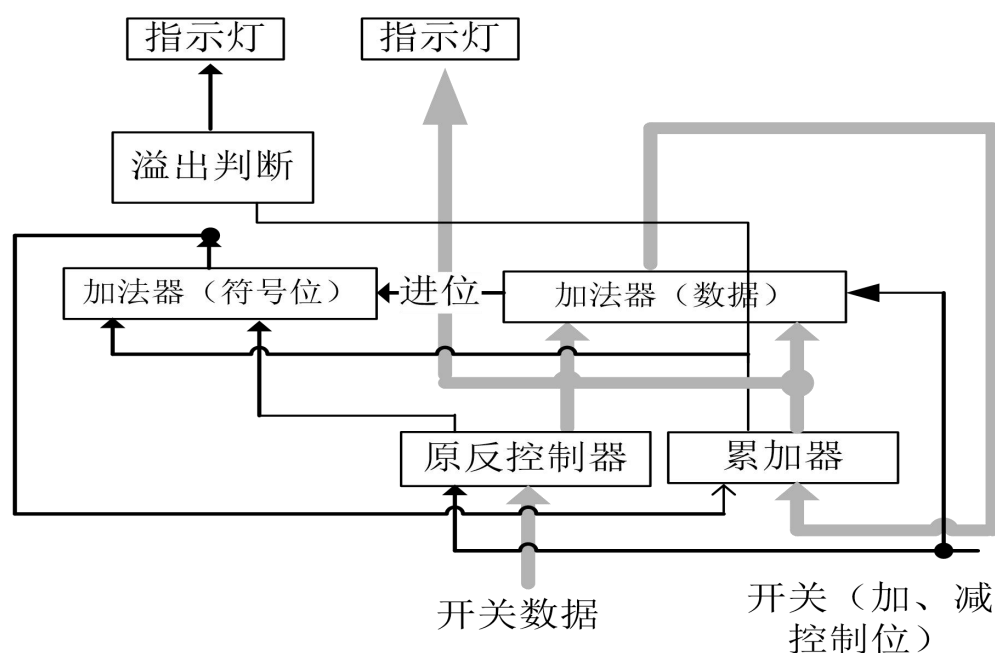 指示灯
指示灯
溢出判断
加法器（符号位）
进位
加法器（数据）
原反控制器
累加器
开关数据
开关（加、减
控制位）